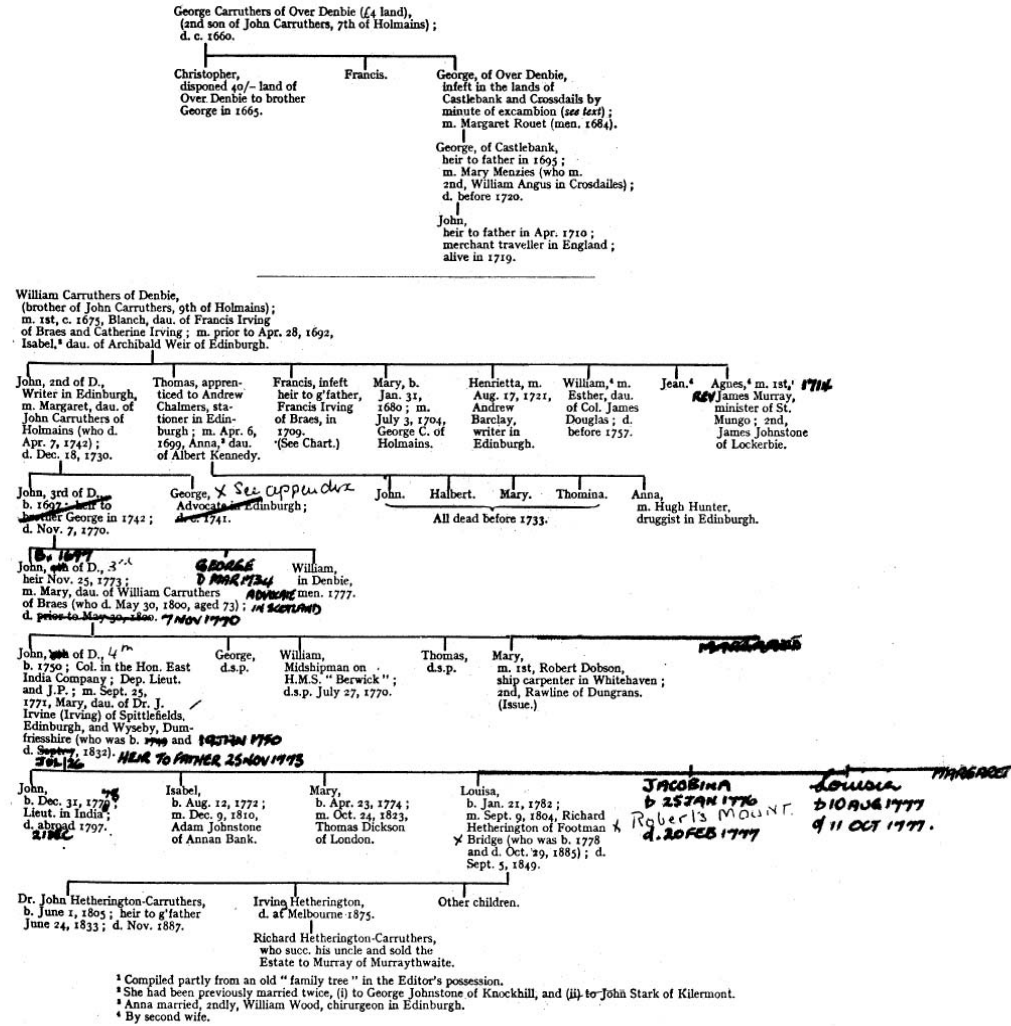 George Carruthers of Over Denbie (£4 land),
(2nd son of John Carruthers, 7th of Holmains) ;
d. c. 1660.
Christopher,
disponed 40/- land of
Over Denbie to brother
George in 1665.
Francis.
George, of Over Denbie,
infeft in the lands of
Castlebank and Crossdails by
minute of excambion (see text) ;
m. Margaret Rouet (men. 1684).
George, of Castlebank,
heir to father in 1695 ;
m. Mary Menzies (who m.
2nd, William Angus in Crosdailes) ;
d. before 1720.
John,
heir to father in Apr. 1710 ;
merchant traveller in England ;
alive in 1719.
William Carruthers of Denbie,
(brother of John Carruthers, 9th of Holmains) ;
m. 1st, c. 1675, Blanch, dau. of Francis Irving
of Braes and Catherine Irving ; m. prior to Apr. 28, 1692,
Isabel,² dau. of Archibald Weir of Edinburgh.
John, 2nd of D.,
Writer in Edinburgh,
m. Margaret, dau. of
John Carruthers of
Holmains (who d.
Apr. 7, 1742) ;
d. Dec. 18, 1730.
Thomas, appren-
ticed to Andrew
Chalmers, sta-
tioner in Edin-
burgh ; m. Apr. 6,
1699, Anna,³ dau.
of Albert Kennedy.
Francis, infeft
heir to g'father,
Francis Irving
of Braes, in
1709.
(See Chart.)
Mary, b.
Jan. 31,
1680 ; m.
July 3, 1704,
George C. of
Holmains.
Henrietta, m.
Aug. 17, 1721,
Andrew
Barclay,
writer in
Edinburgh.
William,⁴ m.
Esther, dau.
of Col. James
Douglas ; d.
before 1757.
Jean.⁴
Agnes,⁴ m. 1st, 1714
REV James Murray,
minister of St.
Mungo ; 2nd,
James Johnstone
of Lockerbie.
John, 3rd of D.,
b. 1697 ; heir to
brother George in 1742 ;
d. Nov. 7, 1770.
George, x See appendix
Advocate in Edinburgh ;
d. c. 1741.
John. Halbert. Mary. Thomina.
All dead before 1733.
Anna,
m. Hugh Hunter,
druggist in Edinburgh.
B. 1697
John, 4th of D., 3rd
heir Nov. 25, 1773 ;
m. Mary, dau. of William Carruthers
of Braes (who d. May 30, 1800, aged 73) ;
d. prior to May 30, 1800. 7 NOV 1770
GEORGE
D MAR 1734
ADVOCATE
IN SCOTLAND
William,
in Denbie,
men. 1777.
John, of D., 4th
b. 1750 ; Col. in the Hon. East
India Company ; Dep. Lieut.
and J.P. ; m. Sept. 25,
1771, Mary, dau. of Dr. J.
Irvine (Irving) of Spittlefields,
Edinburgh, and Wyseby, Dum-
friesshire (who was b. 1749 and 19 JAN 1750
d. Sept. 7, 1832). HEIR TO FATHER 25 NOV 1773
JUL 26
George,
d.s.p.
William,
Midshipman on
H.M.S. "Berwick" ;
d.s.p. July 27, 1770.
Thomas,
d.s.p.
Mary,
m. 1st, Robert Dobson,
ship carpenter in Whitehaven ;
2nd, Rawline of Dungrans.
(Issue.)
MARGARET
John,
b. Dec. 31, 1779 ; 78
Lieut. in India ;
d. abroad 1797.
21 DEC
Isabel,
b. Aug. 12, 1772 ;
m. Dec. 9, 1810,
Adam Johnstone
of Annan Bank.
Mary,
b. Apr. 23, 1774 ;
m. Oct. 24, 1823,
Thomas Dickson
of London.
Louisa,
b. Jan. 21, 1782 ;
m. Sept. 9, 1804, Richard
Hetherington of Footman x Roberts Mount.
x Bridge (who was b. 1778
and d. Oct. 29, 1885) ; d.
Sept. 5, 1849.
JACOBINA
b 25 JAN 1776
d. 20 FEB 1777
Louisia
b 10 AUG 1777
d 11 OCT 1777.
MARGARET
Dr. John Hetherington-Carruthers,
b. June 1, 1805 ; heir to g'father
June 24, 1833 ; d. Nov. 1887.
Irving Hetherington,
d. at Melbourne 1875.
Other children.
Richard Hetherington-Carruthers,
who succ. his uncle and sold the
Estate to Murray of Murraythwaite.
¹ Compiled partly from an old "family tree" in the Editor's possession.
² She had been previously married twice, (i) to George Johnstone of Knockhill, and (ii) to John Stark of Kilermont.
³ Anna married, 2ndly, William Wood, chirurgeon in Edinburgh.
⁴ By second wife.